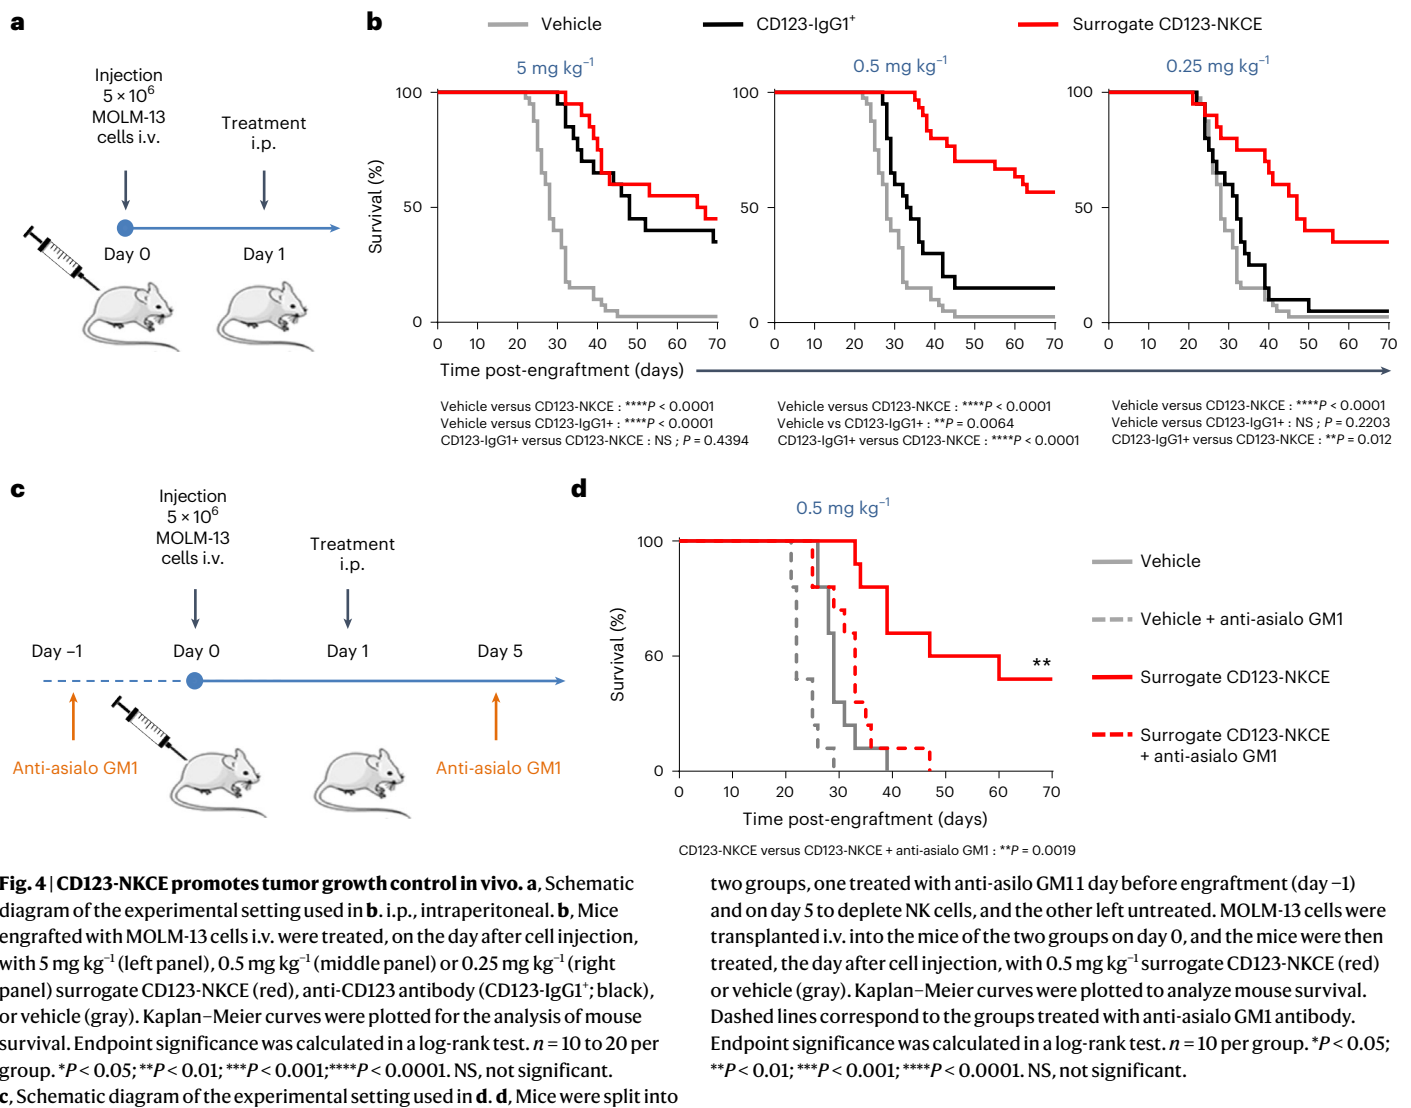 a
Injection
5 × 10⁶
MOLM-13
cells i.v.
Treatment
i.p.
Day 0
Day 1
b
Vehicle
CD123-IgG1⁺
Surrogate CD123-NKCE
5 mg kg⁻¹
0.5 mg kg⁻¹
0.25 mg kg⁻¹
Survival (%)
100
50
0
0 10 20 30 40 50 60 70
100
50
0
0 10 20 30 40 50 60 70
100
50
0
0 10 20 30 40 50 60 70
Time post-engraftment (days)
Vehicle versus CD123-NKCE : ****P < 0.0001
Vehicle versus CD123-IgG1+ : ****P < 0.0001
CD123-IgG1+ versus CD123-NKCE : NS ; P = 0.4394
Vehicle versus CD123-NKCE : ****P < 0.0001
Vehicle vs CD123-IgG1+ : **P = 0.0064
CD123-IgG1+ versus CD123-NKCE : ****P < 0.0001
Vehicle versus CD123-NKCE : ****P < 0.0001
Vehicle versus CD123-IgG1+ : NS ; P = 0.2203
CD123-IgG1+ versus CD123-NKCE : **P = 0.012
c
Injection
5 × 10⁶
MOLM-13
cells i.v.
Treatment
i.p.
Day −1
Day 0
Day 1
Day 5
Anti-asialo GM1
Anti-asialo GM1
d
0.5 mg kg⁻¹
Survival (%)
100
60
0
0 10 20 30 40 50 60 70
**
Time post-engraftment (days)
Vehicle
Vehicle + anti-asialo GM1
Surrogate CD123-NKCE
Surrogate CD123-NKCE
+ anti-asialo GM1
CD123-NKCE versus CD123-NKCE + anti-asialo GM1 : **P = 0.0019
Fig. 4 | CD123-NKCE promotes tumor growth control in vivo. a, Schematic
diagram of the experimental setting used in b. i.p., intraperitoneal. b, Mice
engrafted with MOLM-13 cells i.v. were treated, on the day after cell injection,
with 5 mg kg⁻¹ (left panel), 0.5 mg kg⁻¹ (middle panel) or 0.25 mg kg⁻¹ (right
panel) surrogate CD123-NKCE (red), anti-CD123 antibody (CD123-IgG1⁺; black),
or vehicle (gray). Kaplan–Meier curves were plotted for the analysis of mouse
survival. Endpoint significance was calculated in a log-rank test. n = 10 to 20 per
group. *P < 0.05; **P < 0.01; ***P < 0.001;****P < 0.0001. NS, not significant.
c, Schematic diagram of the experimental setting used in d. d, Mice were split into
two groups, one treated with anti-asilo GM11 day before engraftment (day −1)
and on day 5 to deplete NK cells, and the other left untreated. MOLM-13 cells were
transplanted i.v. into the mice of the two groups on day 0, and the mice were then
treated, the day after cell injection, with 0.5 mg kg⁻¹ surrogate CD123-NKCE (red)
or vehicle (gray). Kaplan–Meier curves were plotted to analyze mouse survival.
Dashed lines correspond to the groups treated with anti-asialo GM1 antibody.
Endpoint significance was calculated in a log-rank test. n = 10 per group. *P < 0.05;
**P < 0.01; ***P < 0.001; ****P < 0.0001. NS, not significant.